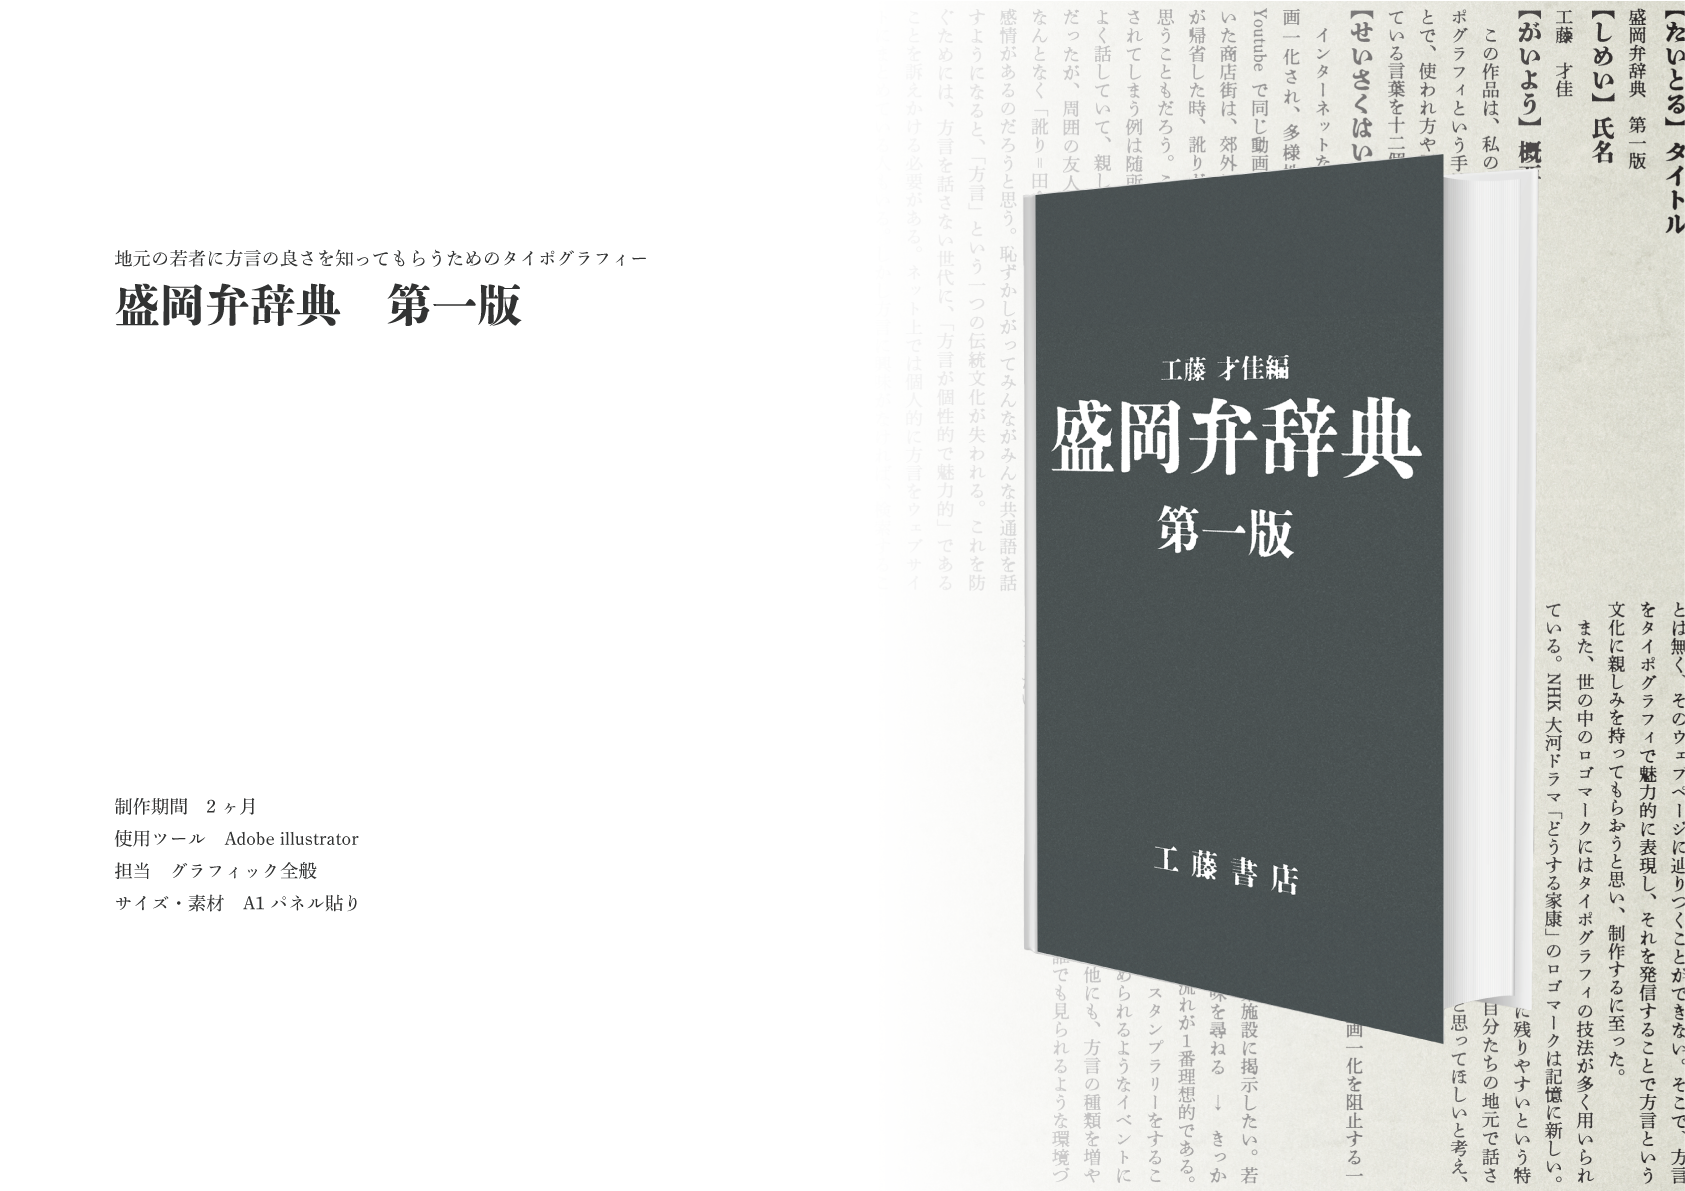 地元の若者に方言の良さを知ってもらうためのタイポグラフィー
盛岡弁辞典　第一版
制作期間　2ヶ月
使用ツール　Adobe illustrator
担当　グラフィック全般
サイズ・素材　A1パネル貼り
工藤 才佳編
盛岡弁辞典
第一版
工藤書店
【たいとる】タイトル
盛岡弁辞典　第一版
【しめい】氏名
工藤　才佳
【がいよう】概
この作品は、私の
ポグラフィという手
とで、使われ方や
ている言葉を十二
【せいさくはい
インターネットな
画一化され、多様
Youtube で同じ動画
いた商店街は、郊外
が帰省した時、訛り
思うこともだろう。
されてしまう例は随所
よく話していて、親し
だったが、周囲の友人
なんとなく「訛り＝田
感情があるのだろうと思う。恥ずかしがってみんながみんな共通語を話
すようになると、「方言」という一つの伝統文化が失われる。これを防
ぐためには、方言を話さない世代に、「方言が個性的で魅力的」である
ことを訴えかける必要がある。ネット上では個人的に方言をウェブサイ
とは無く、そのウェブページに辿りつくことができない。そこで、方言
をタイポグラフィで魅力的に表現し、それを発信することで方言という
文化に親しみを持ってもらおうと思い、制作するに至った。
また、世の中のロゴマークにはタイポグラフィの技法が多く用いられ
ている。NHK 大河ドラマ「どうする家康」のロゴマークは記憶に新しい。
に残りやすいという特
自分たちの地元で話さ
と思ってほしいと考え、
画一化を阻止する一
施設に掲示したい。若
味を尋ねる　→　きっか
流れが1番理想的である。
スタンプラリーをするこ
められるようなイベントに
他にも、方言の種類を増や
誰でも見られるような環境づ